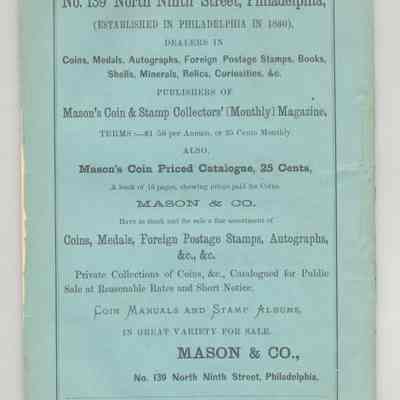 No. 139 North Ninth Street, Philadelphia,
(ESTABLISHED IN PHILADELPHIA IN 1860),
DEALERS IN
Coins, Medals, Autographs, Foreign Postage Stamps, Books,
Shells, Minerals, Relics, Curiosities, &c.
PUBLISHERS OF
Mason's Coin & Stamp Collectors' (Monthly) Magazine,
TERMS:—$1 50 per Annum, or 25 Cents Monthly.
ALSO,
Mason's Coin Priced Catalogue, 25 Cents,
A book of 16 pages, showing prices paid for Coins.
MASON & CO.
Have in stock and for sale a fine assortment of
Coins, Medals, Foreign Postage Stamps, Autographs,
&c., &c.
Private Collections of Coins, &c., Catalogued for Public
Sale at Reasonable Rates and Short Notice.
COIN MANUALS AND STAMP ALBUMS,
IN GREAT VARIETY FOR SALE.
MASON & CO.,
No. 139 North Ninth Street, Philadelphia.